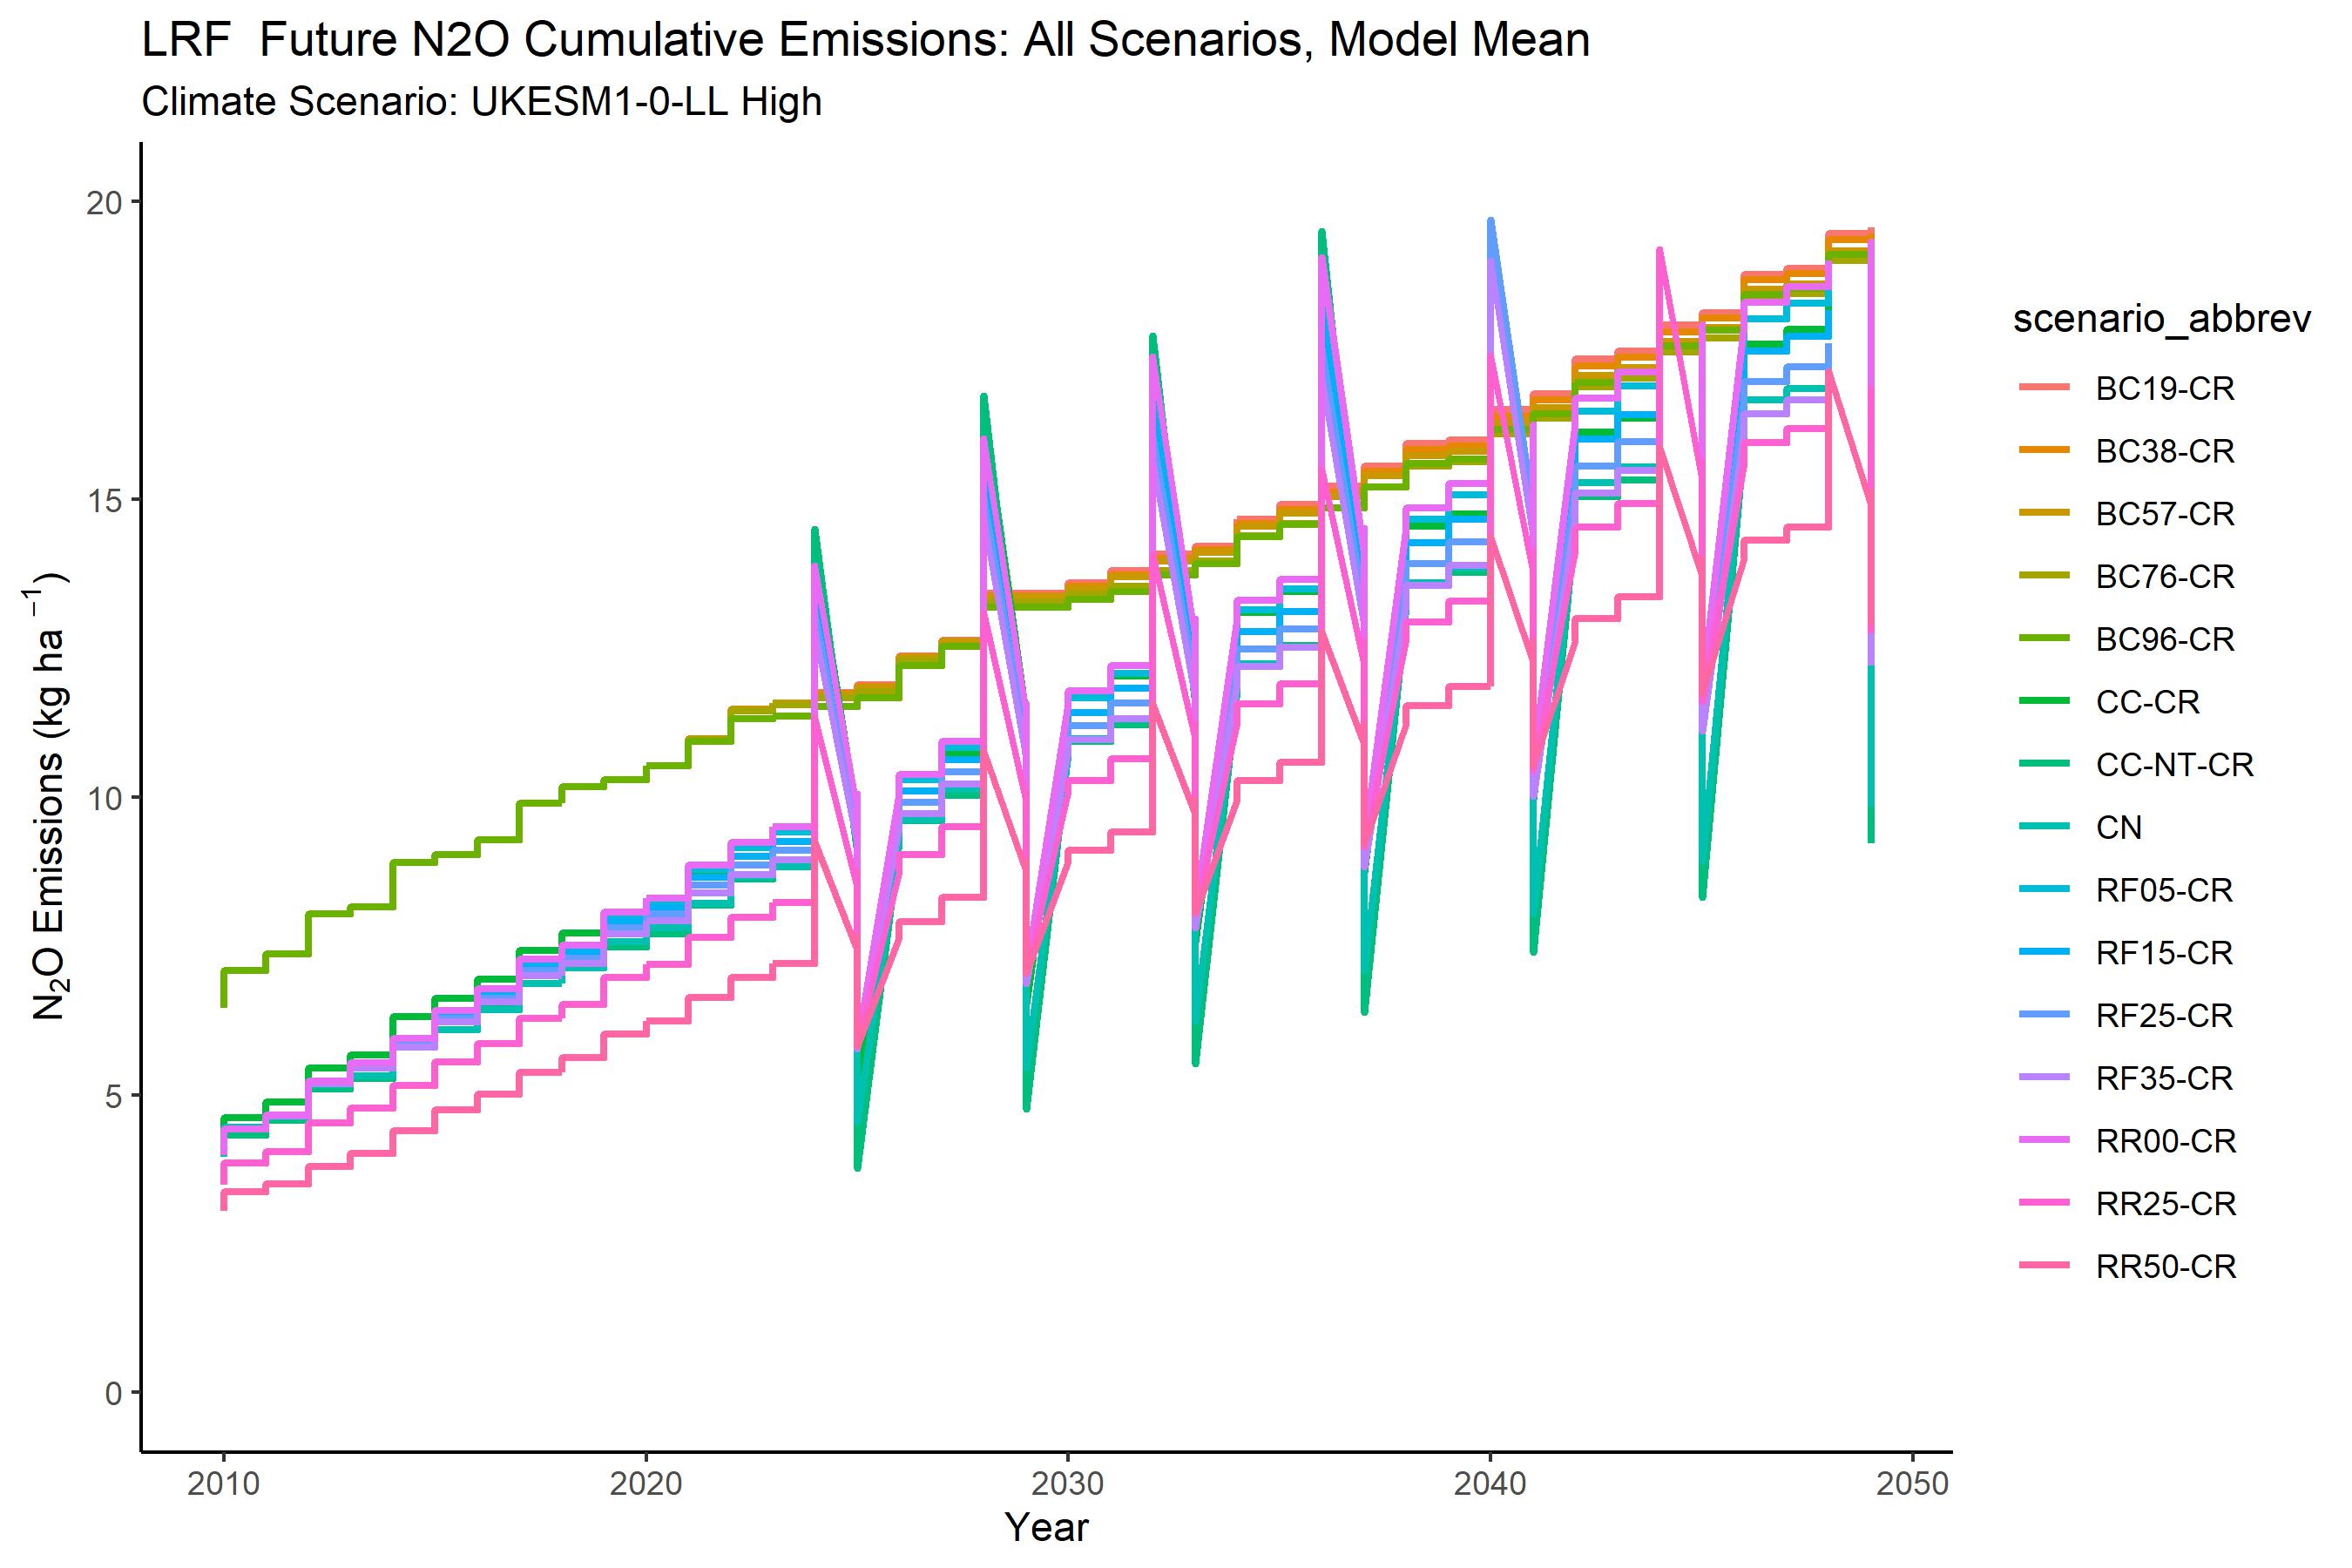 LRF  Future N2O Cumulative Emissions: All Scenarios, Model Mean
Climate Scenario: UKESM1-0-LL High
N₂O Emissions (kg ha ⁻¹)
20
15
10
5
0
2010
2020
2030
2040
2050
Year
scenario_abbrev
BC19-CR
BC38-CR
BC57-CR
BC76-CR
BC96-CR
CC-CR
CC-NT-CR
CN
RF05-CR
RF15-CR
RF25-CR
RF35-CR
RR00-CR
RR25-CR
RR50-CR